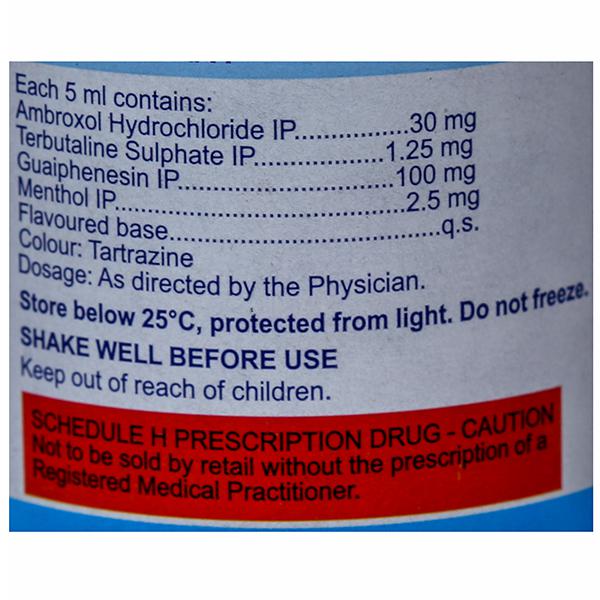 Each 5 ml contains:
Ambroxol Hydrochloride IP................30 mg
Terbutaline Sulphate IP..................1.25 mg
Guaiphenesin IP..............................100 mg
Menthol IP........................................2.5 mg
Flavoured base......................................q.s.
Colour: Tartrazine
Dosage: As directed by the Physician.
Store below 25°C, protected from light. Do not freeze.
SHAKE WELL BEFORE USE
Keep out of reach of children.
SCHEDULE H PRESCRIPTION DRUG - CAUTION
Not to be sold by retail without the prescription of a
Registered Medical Practitioner.